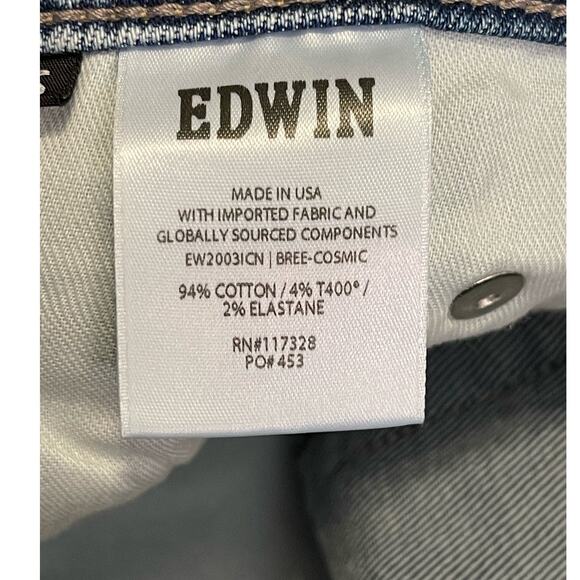 EDWIN
MADE IN USA
WITH IMPORTED FABRIC AND
GLOBALLY SOURCED COMPONENTS
EW2003ICN | BREE-COSMIC
94% COTTON / 4% T400® /
2% ELASTANE
RN#117328
PO# 453